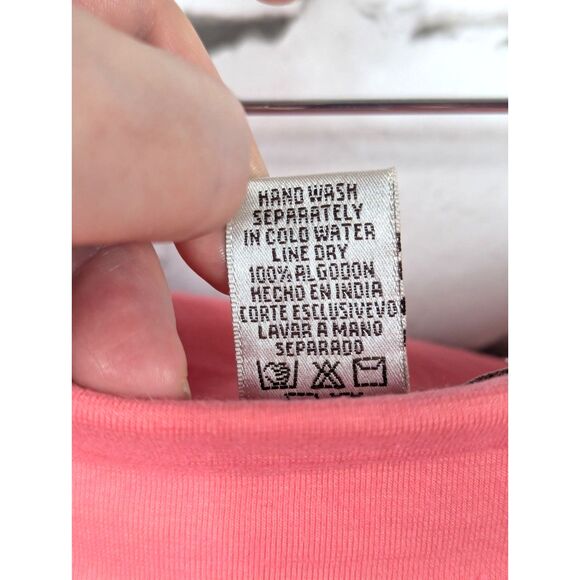 HAND WASH
SEPARATELY
IN COLD WATER
LINE DRY
100% ALGODON
HECHO EN INDIA
CORTE ESCLUSIVEVO
LAVAR A MANO
SEPARADO